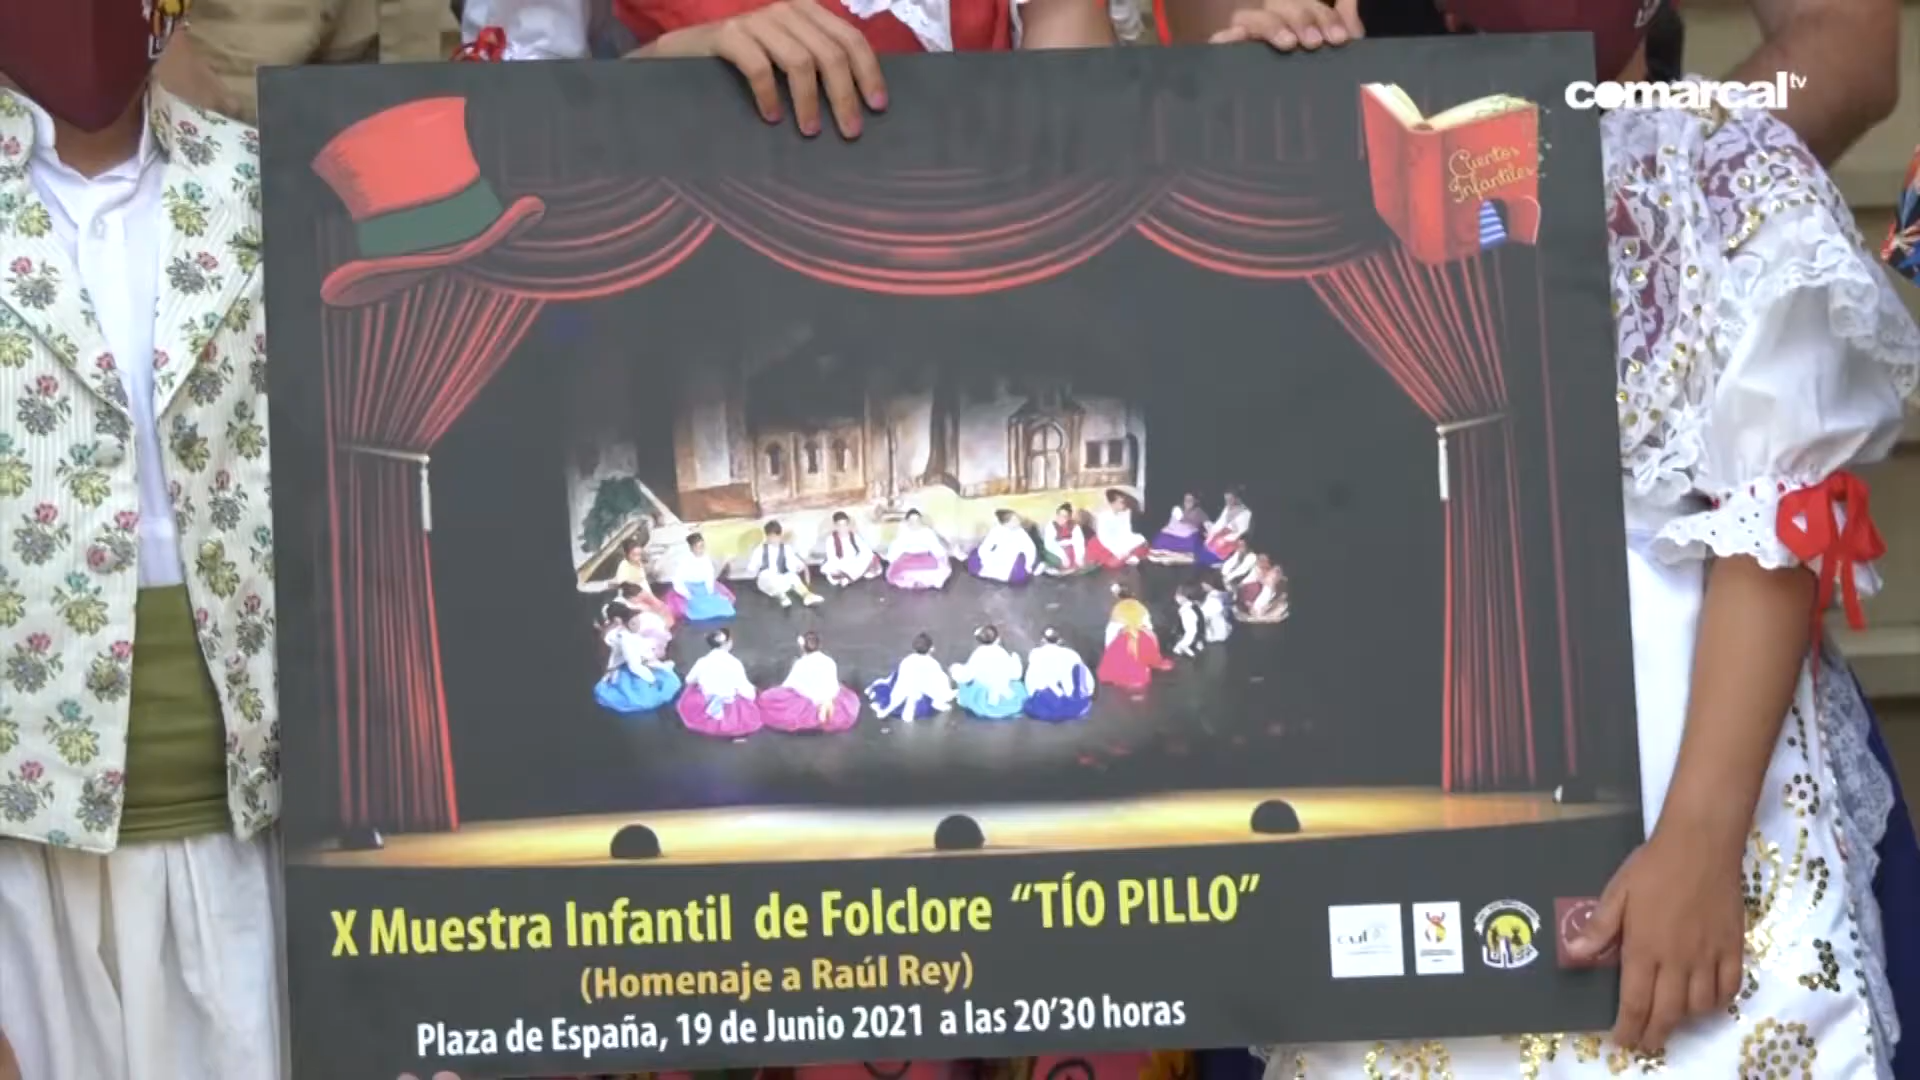 comarcal tv
Cuentos
Infantiles
X Muestra Infantil de Folclore “TÍO PILLO”
(Homenaje a Raúl Rey)
Plaza de España, 19 de Junio 2021 a las 20’30 horas